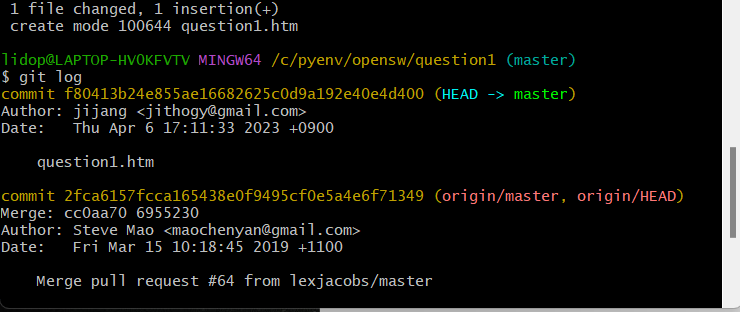 1 file changed, 1 insertion(+)
create mode 100644 question1.htm
lidop@LAPTOP-HVOKFVTV MINGW64 /c/pyenv/opensw/question1 (master)
$ git log
commit f80413b24e855ae16682625c0d9a192e40e4d400 (HEAD -> master)
Author: jijang <jithogy@gmail.com>
Date:   Thu Apr 6 17:11:33 2023 +0900
question1.htm
commit 2fca6157fcca165438e0f9495cf0e5a4e6f71349 (origin/master, origin/HEAD)
Merge: cc0aa70 6955230
Author: Steve Mao <maochenyan@gmail.com>
Date:   Fri Mar 15 10:18:45 2019 +1100
Merge pull request #64 from lexjacobs/master